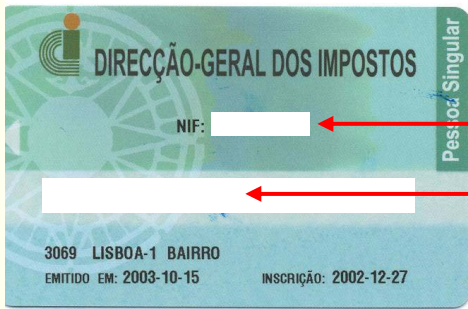 DIRECÇÃO-GERAL DOS IMPOSTOS
Pessoa Singular
NIF:
3069 LISBOA-1 BAIRRO
EMITIDO EM: 2003-10-15 INSCRIÇÃO: 2002-12-27